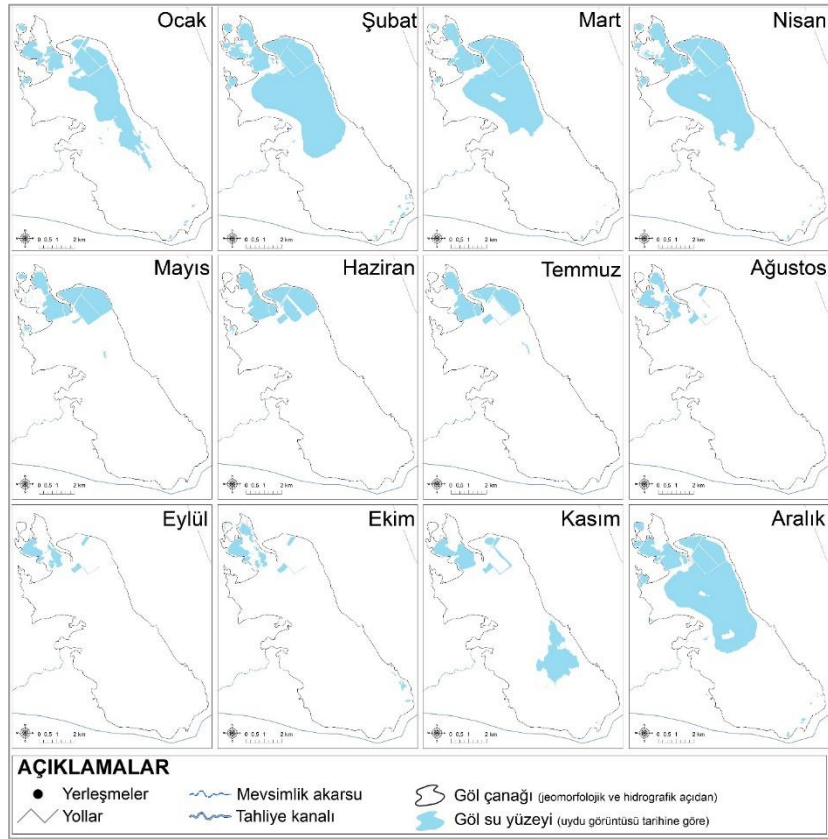 Ocak
Şubat
Mart
Nisan
0 0,5 1 2 km
0 0,5 1 2 km
0 0,5 1 2 km
0 0,5 1 2 km
Mayıs
Haziran
Temmuz
Ağustos
0 0,5 1 2 km
0 0,5 1 2 km
0 0,5 1 2 km
0 0,5 1 2 km
Eylül
Ekim
Kasım
Aralık
0 0,5 1 2 km
0 0,5 1 2 km
0 0,5 1 2 km
0 0,5 1 2 km
AÇIKLAMALAR
Yerleşmeler
Mevsimlik akarsu
Göl çanağı (jeomorfolojik ve hidrografik açıdan)
Yollar
Tahliye kanalı
Göl su yüzeyi (uydu görüntüsü tarihine göre)